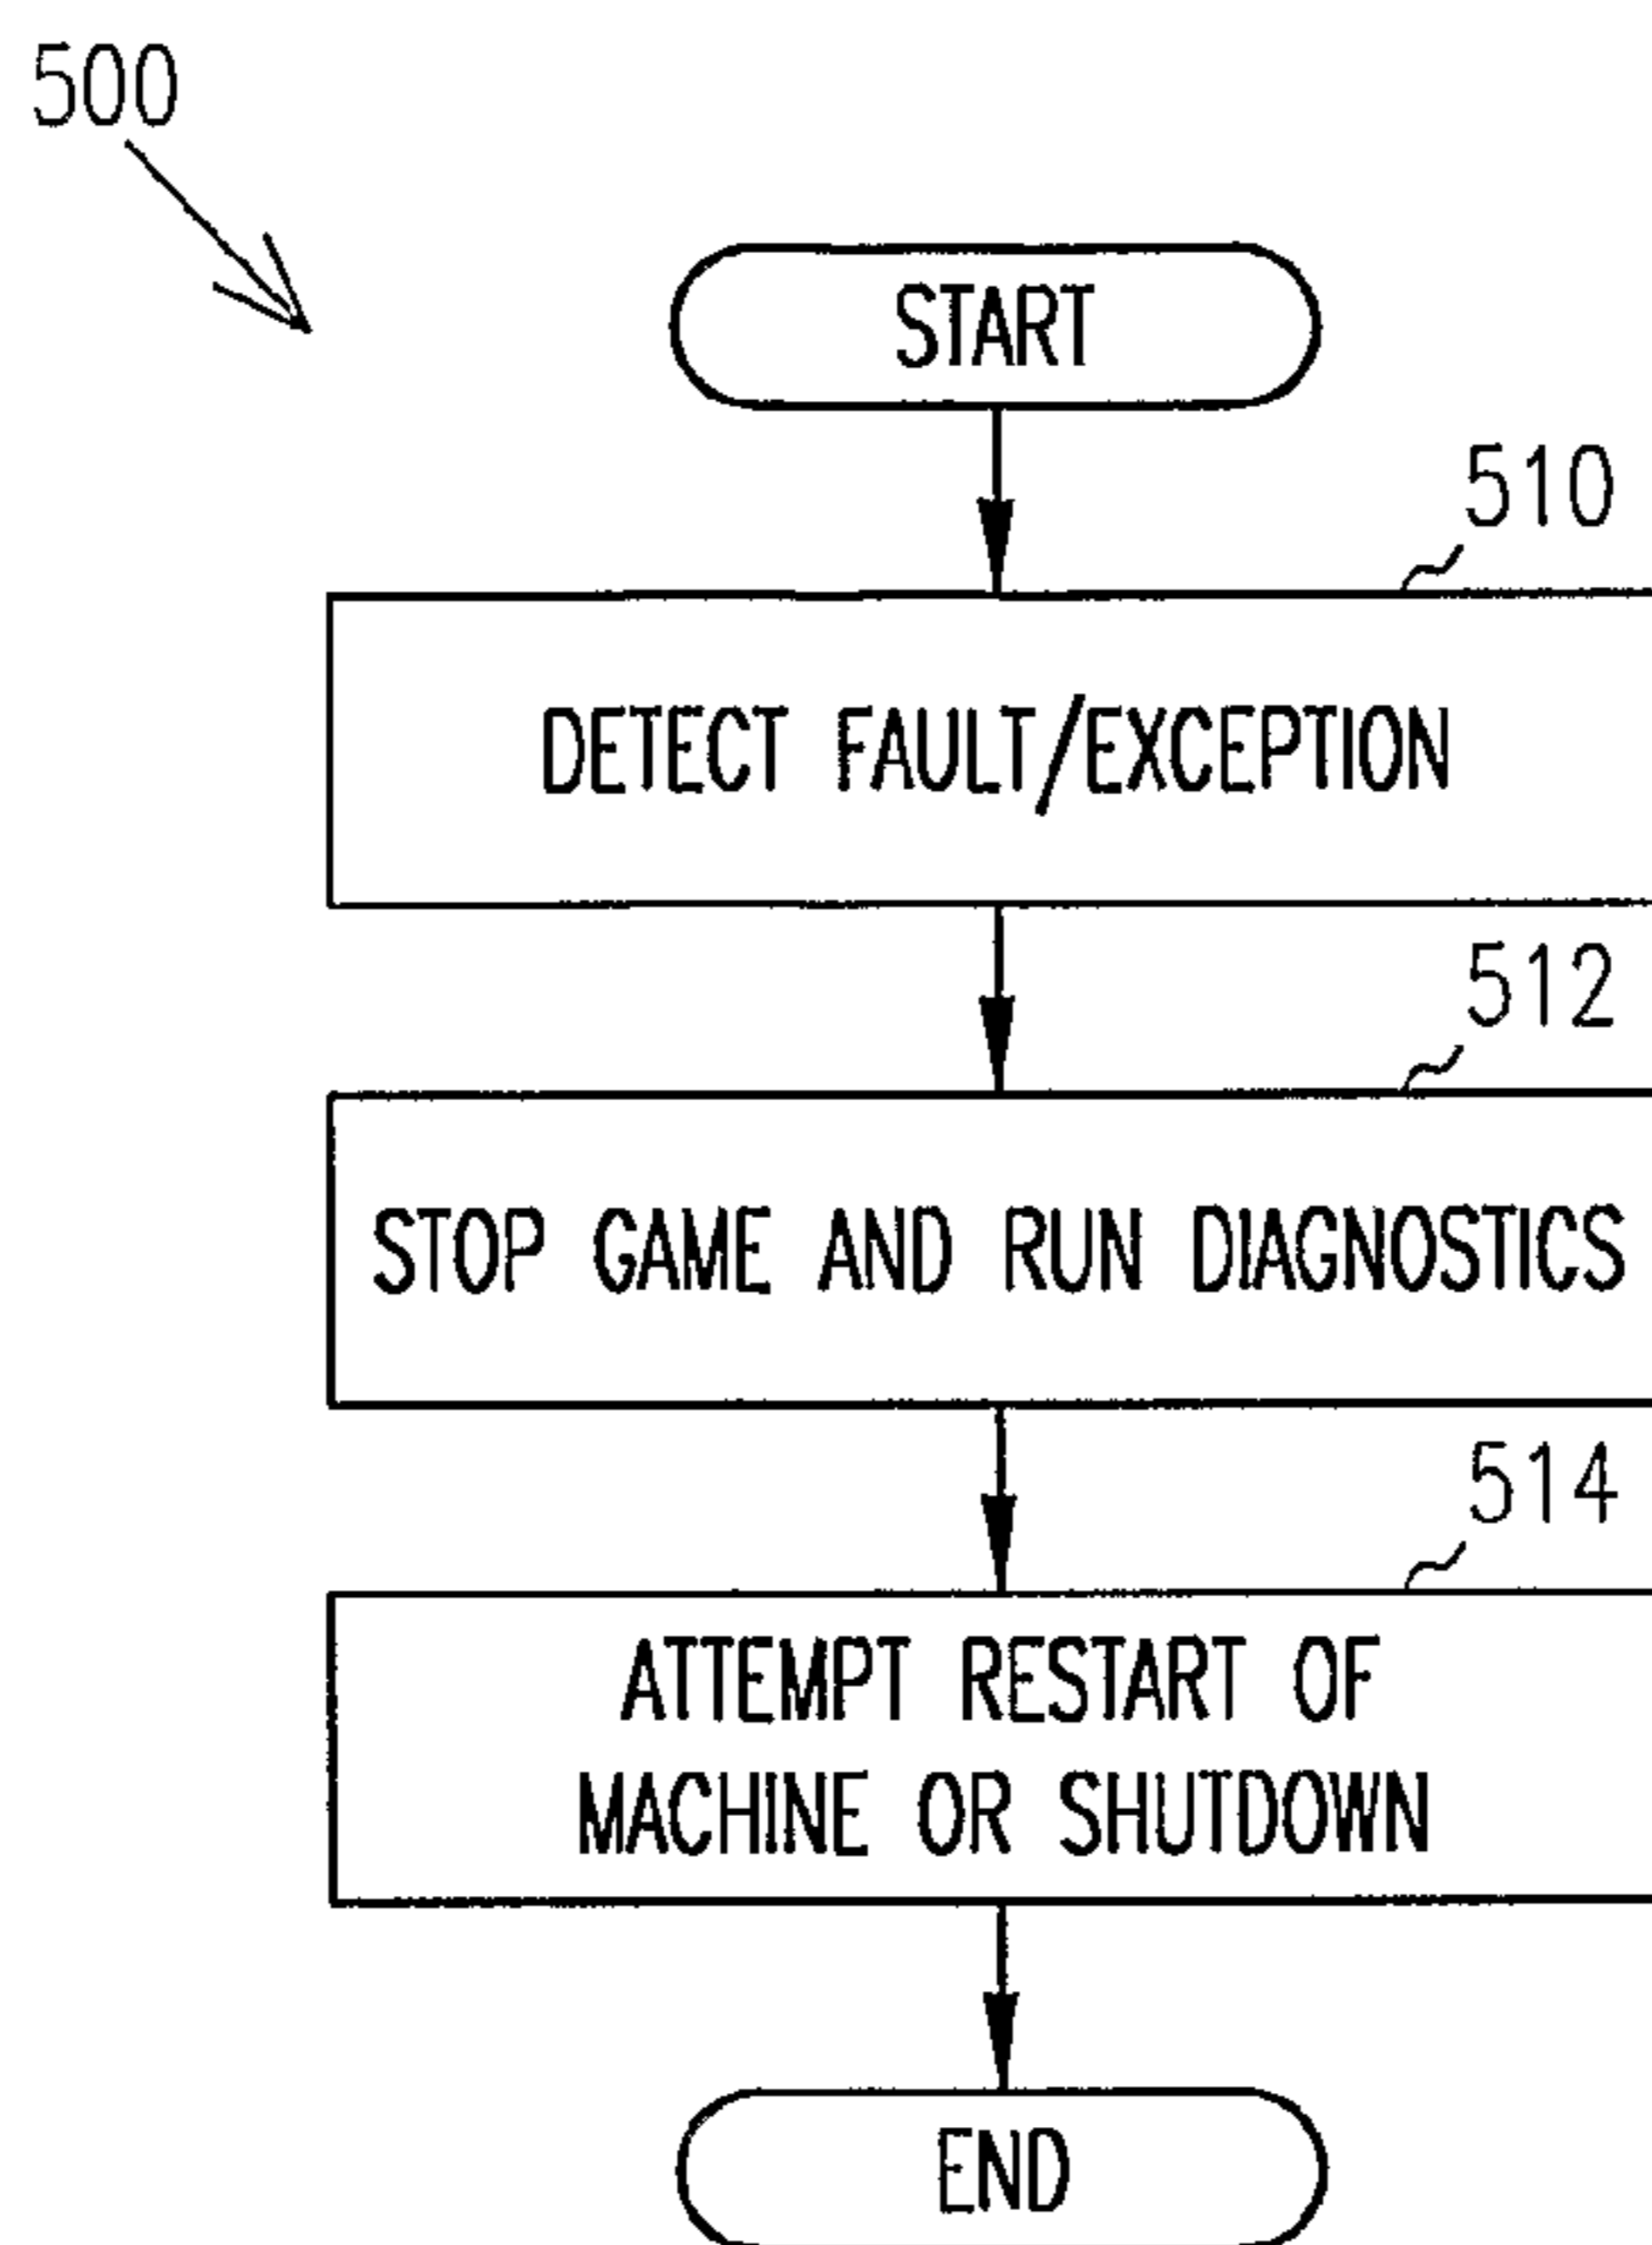 500
START
510
DETECT FAULT/EXCEPTION
512
STOP GAME AND RUN DIAGNOSTICS
514
ATTEMPT RESTART OF
MACHINE OR SHUTDOWN
END